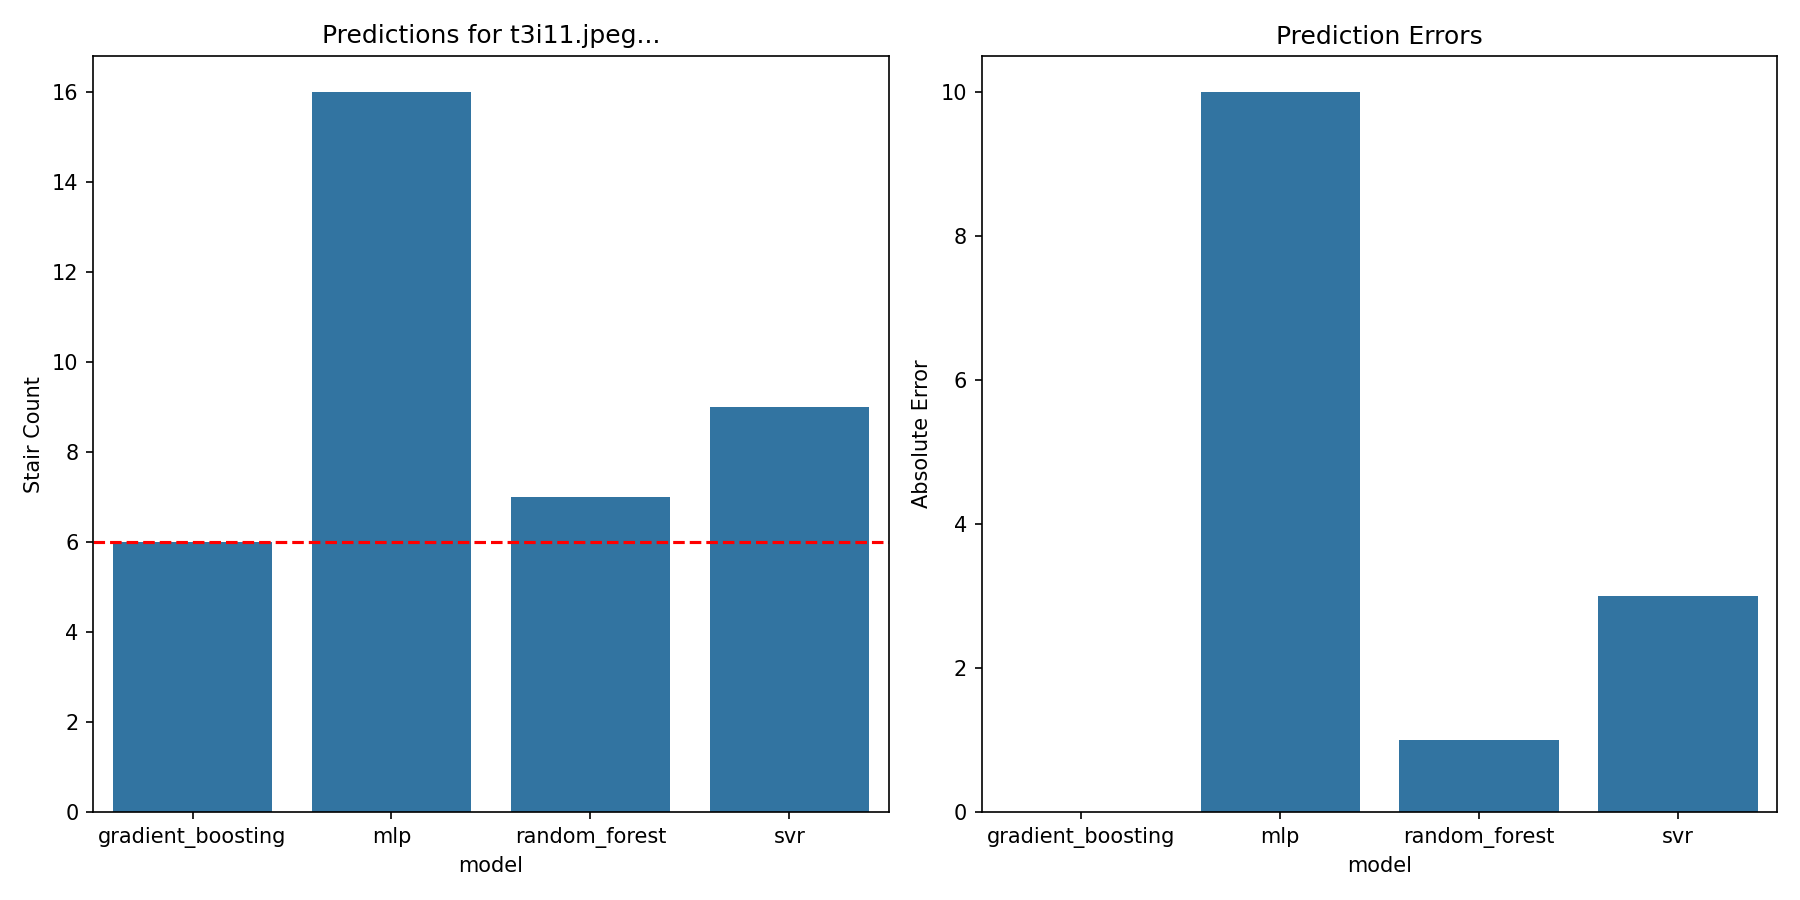 Predictions for t3i11.jpeg...
Stair Count
16
14
12
10
8
6
4
2
0
gradient_boosting
mlp
random_forest
svr
model
Prediction Errors
Absolute Error
10
8
6
4
2
0
gradient_boosting
mlp
random_forest
svr
model